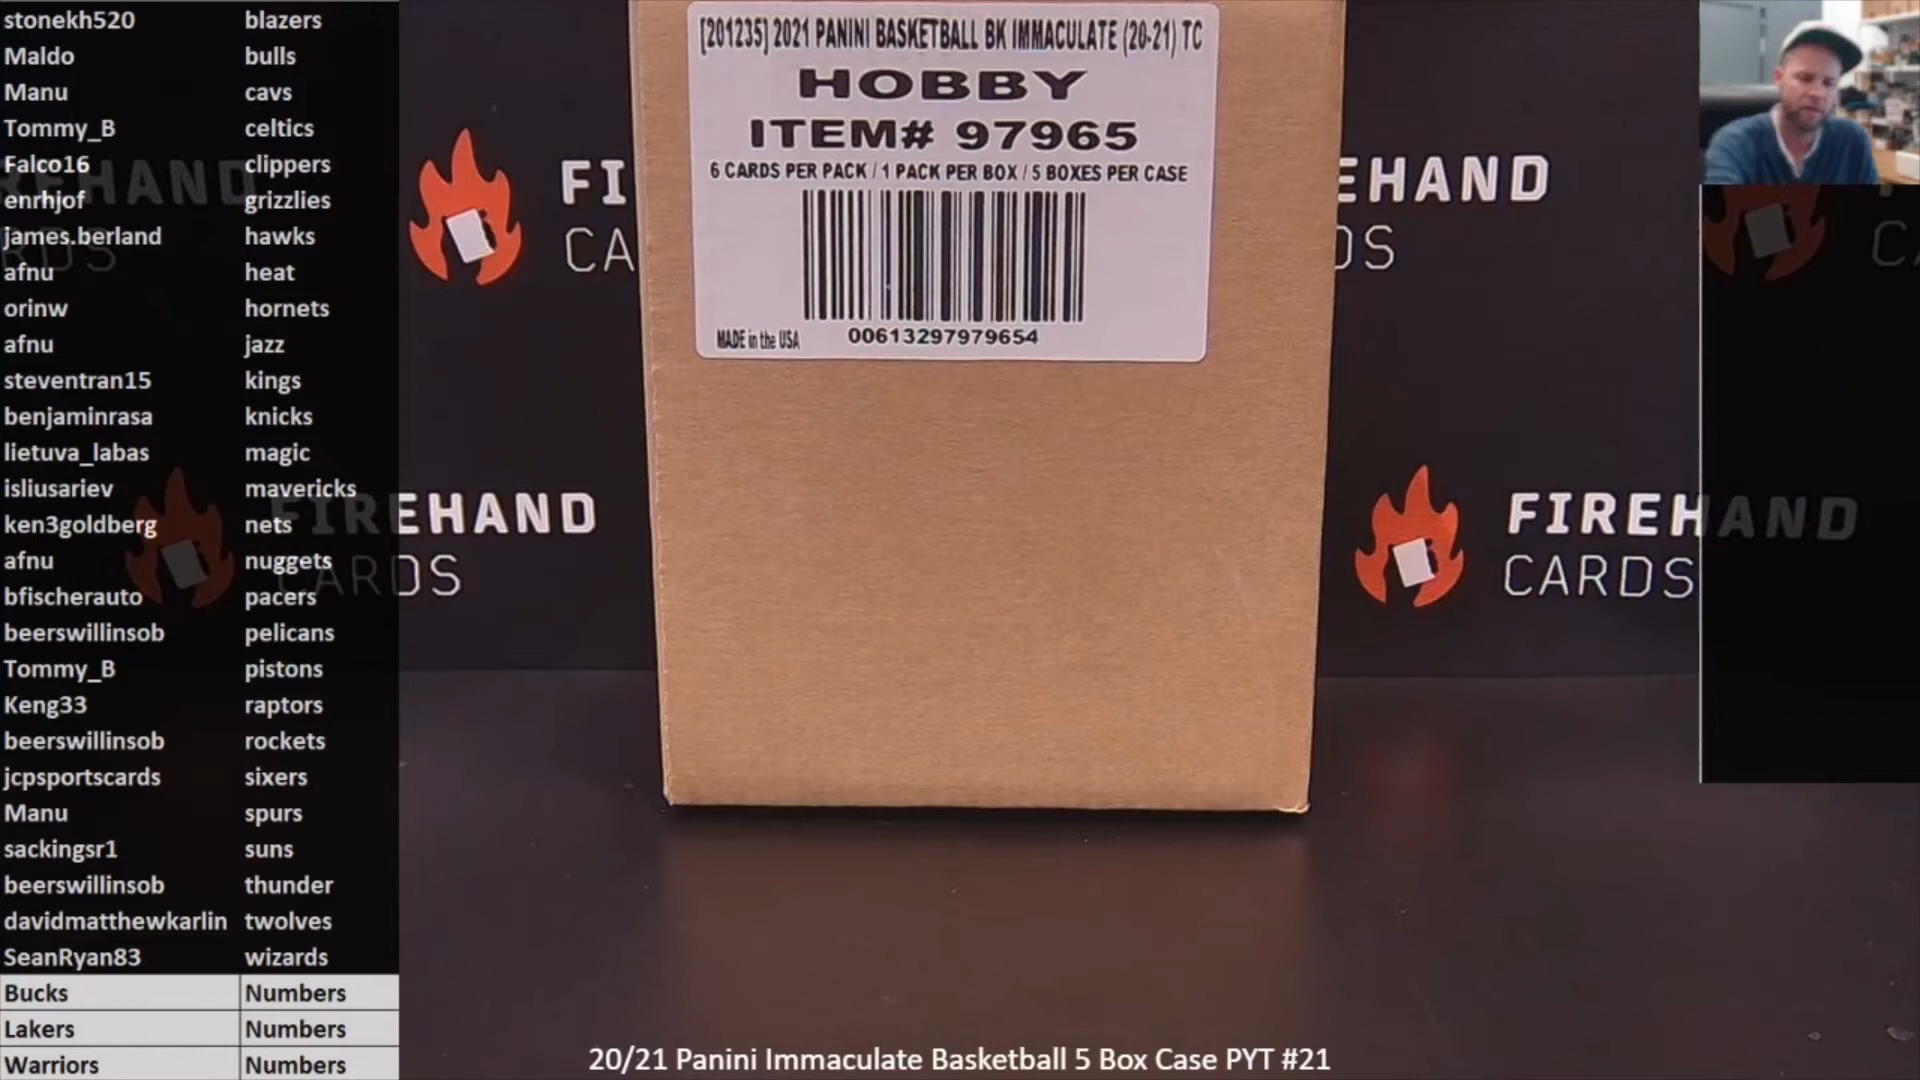 stonekh520 blazers
Maldo bulls
Manu cavs
Tommy_B celtics
Falco16 clippers
enrhjof grizzlies
james.berland hawks
afnu heat
orinw hornets
afnu jazz
steventran15 kings
benjaminrasa knicks
lietuva_labas magic
isliusariev mavericks
ken3goldberg nets
afnu nuggets
bfischerauto pacers
beerswillinsob pelicans
Tommy_B pistons
Keng33 raptors
beerswillinsob rockets
jcpsportscards sixers
Manu spurs
sackingsr1 suns
beerswillinsob thunder
davidmatthewkarlin twolves
SeanRyan83 wizards
Bucks Numbers
Lakers Numbers
Warriors Numbers
[201235] 2021 PANINI BASKETBALL BK IMMACULATE (20-21) TC
HOBBY
ITEM# 97965
6 CARDS PER PACK / 1 PACK PER BOX / 5 BOXES PER CASE
MADE in the USA 00613297979654
FIREHAND
CARDS
FIREHAND
CARDS
20/21 Panini Immaculate Basketball 5 Box Case PYT #21